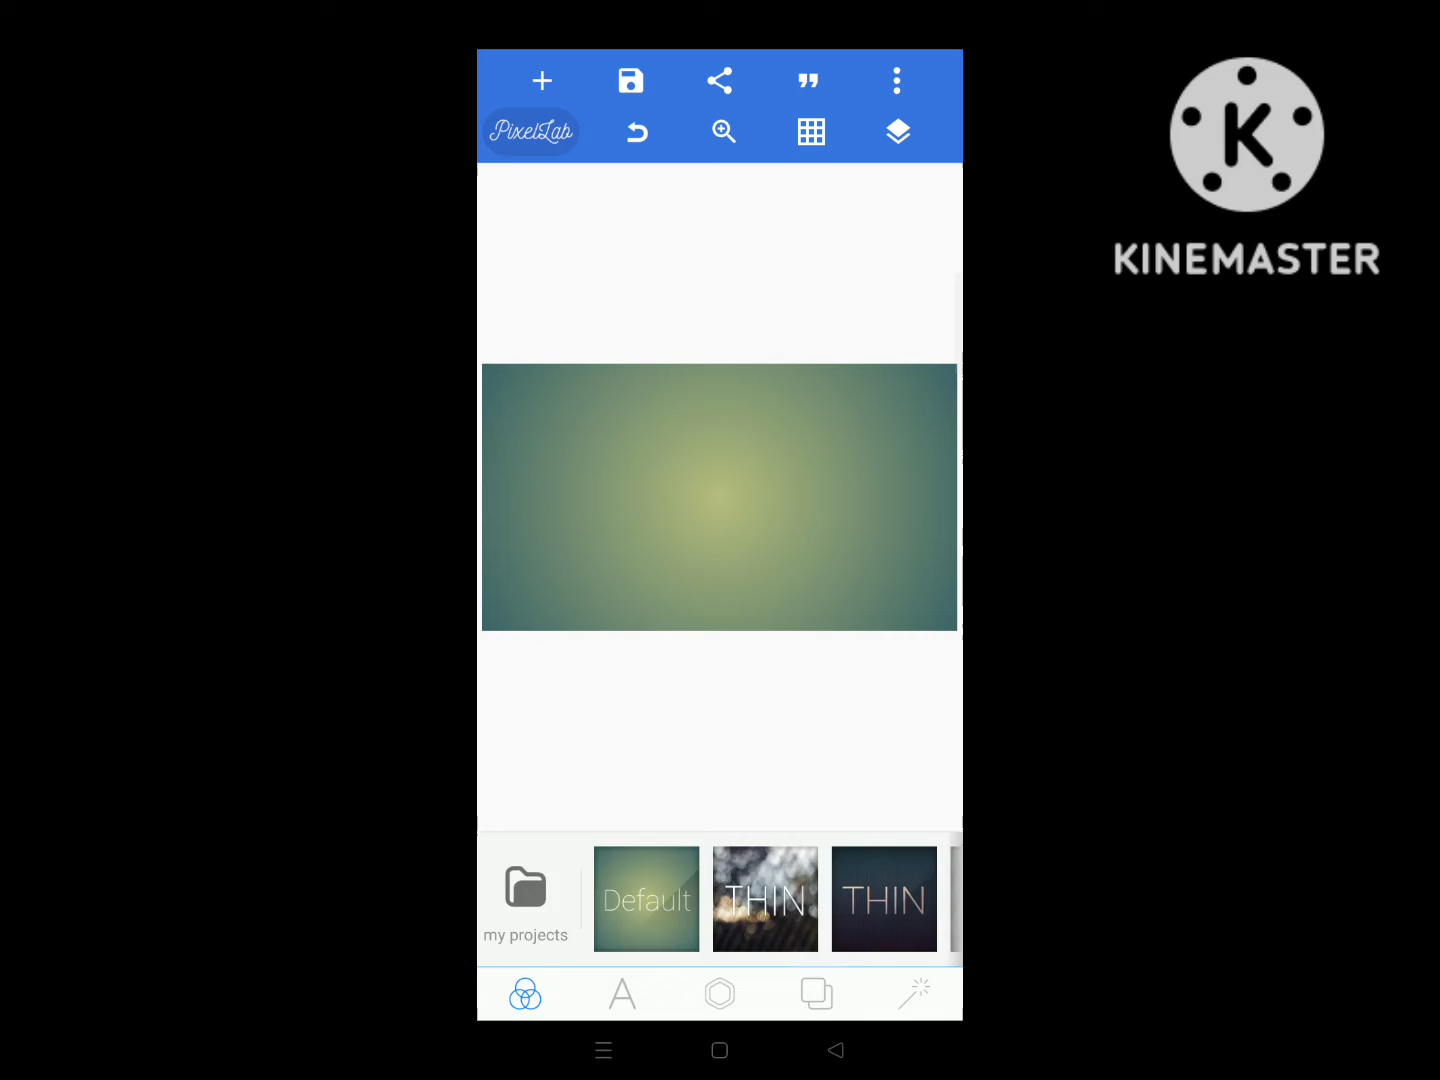 PixelLab
K
KINEMASTER
my projects
Default
THIN
THIN
A